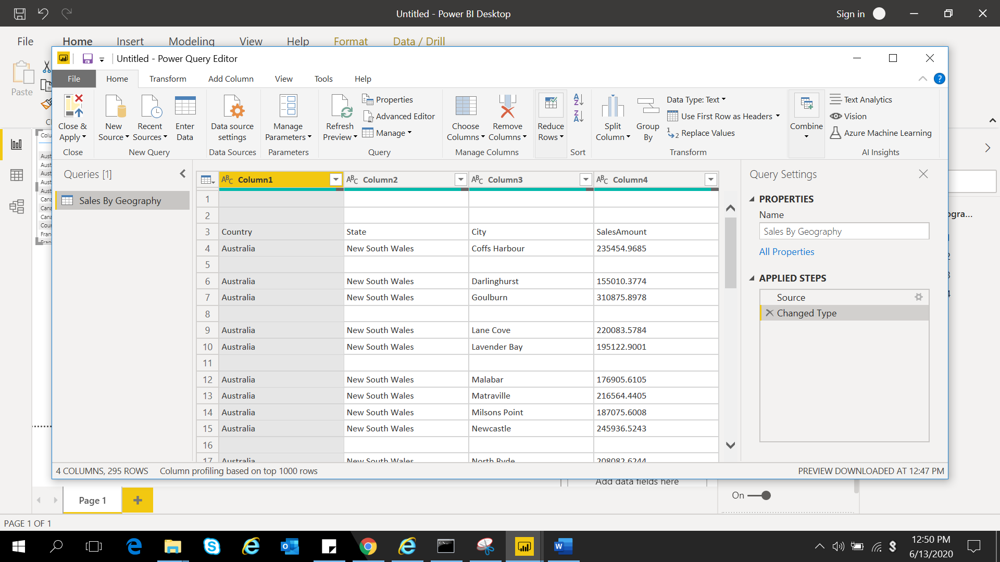 Untitled - Power BI Desktop
Sign in
File Home Insert Modeling View Help Format Data / Drill
Paste
Untitled - Power Query Editor
File Home Transform Add Column View Tools Help
Close & Apply
Close
New Source
Recent Sources
Enter Data
New Query
Data source settings
Data Sources
Manage Parameters
Parameters
Refresh Preview
Properties
Advanced Editor
Manage
Query
Choose Columns
Remove Columns
Manage Columns
Reduce Rows
Sort
Split Column
Group By
Data Type: Text
Use First Row as Headers
Replace Values
Transform
Combine
Text Analytics
Vision
Azure Machine Learning
AI Insights
Queries [1]
Sales By Geography
Column1 Column2 Column3 Column4
1
2
3 Country State City SalesAmount
4 Australia New South Wales Coffs Harbour 235454.9685
5
6 Australia New South Wales Darlinghurst 155010.3774
7 Australia New South Wales Goulburn 310875.8978
8
9 Australia New South Wales Lane Cove 220083.5784
10 Australia New South Wales Lavender Bay 195122.9001
11
12 Australia New South Wales Malabar 176905.6105
13 Australia New South Wales Matraville 216564.4405
14 Australia New South Wales Milsons Point 187075.6008
15 Australia New South Wales Newcastle 245936.5243
16
17 Australia New South Wales North Ryde 208082.6244
Query Settings
PROPERTIES
Name
Sales By Geography
All Properties
APPLIED STEPS
Source
Changed Type
4 COLUMNS, 295 ROWS Column profiling based on top 1000 rows
PREVIEW DOWNLOADED AT 12:47 PM
Add data fields here
On
Page 1
PAGE 1 OF 1
12:50 PM
6/13/2020